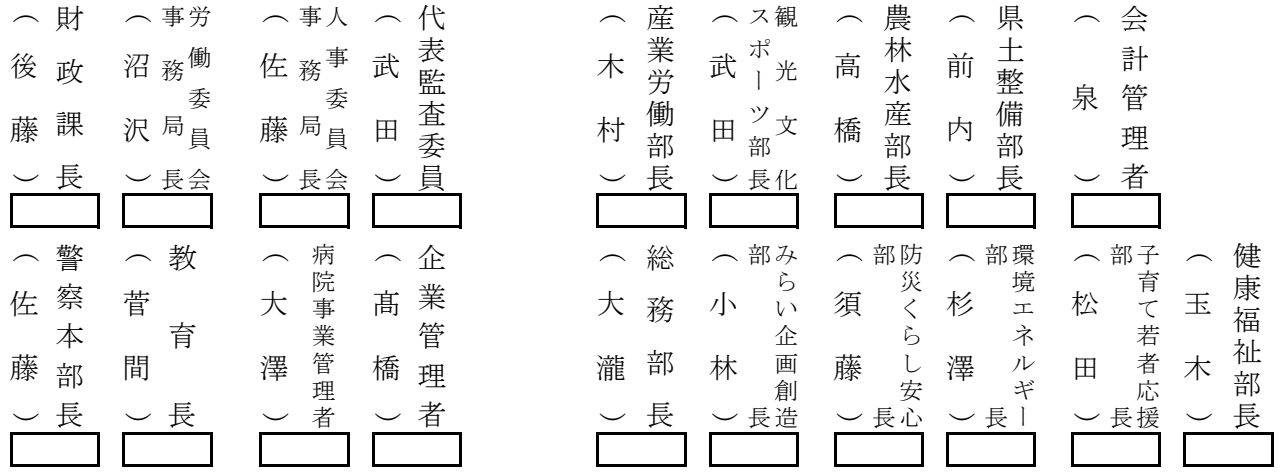 会計管理者
（泉）
県土整備部長
（前内）
農林水産部長
（高橋）
観光文化
スポーツ部長
（武田）
産業労働部長
（木村）
代表監査委員
（武田）
人事委員会
事務局長
（佐藤）
労働委員会
事務局長
（沼沢）
財政課長
（後藤）
健康福祉部長
（玉木）
子育て若者応援
部長
（松田）
環境エネルギー
部長
（杉澤）
防災くらし安心
部長
（須藤）
みらい企画創造
部長
（小林）
総務部長
（大瀧）
企業管理者
（髙橋）
病院事業管理者
（大澤）
教育長
（菅間）
警察本部長
（佐藤）